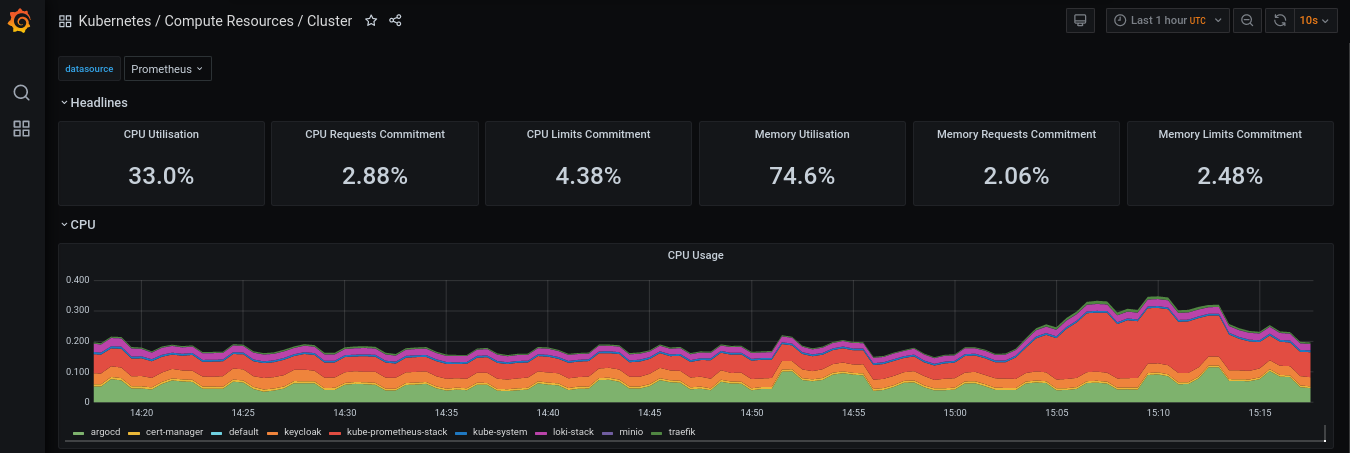 Kubernetes / Compute Resources / Cluster
Last 1 hour UTC
10s
datasource Prometheus
Headlines
CPU Utilisation CPU Requests Commitment CPU Limits Commitment Memory Utilisation Memory Requests Commitment Memory Limits Commitment
33.0% 2.88% 4.38% 74.6% 2.06% 2.48%
CPU
CPU Usage
0.400
0.300
0.200
0.100
0
14:20 14:25 14:30 14:35 14:40 14:45 14:50 14:55 15:00 15:05 15:10 15:15
argocd cert-manager default keycloak kube-prometheus-stack kube-system loki-stack minio traefik